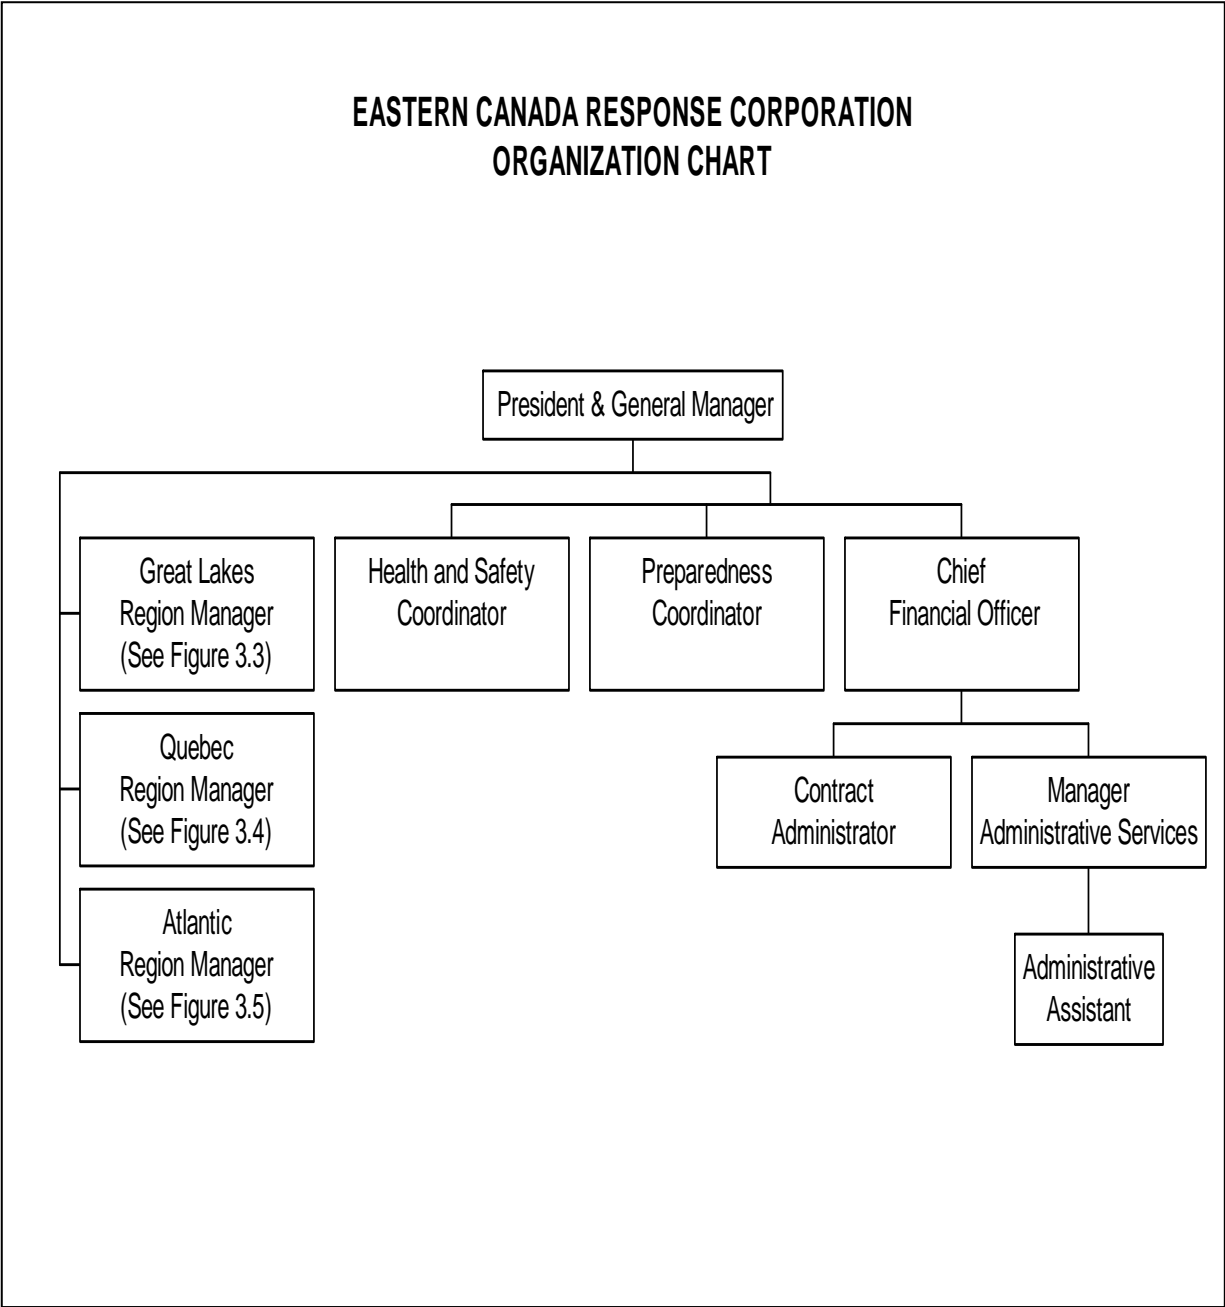 EASTERN CANADA RESPONSE CORPORATION
ORGANIZATION CHART
President & General Manager
Great Lakes
Region Manager
(See Figure 3.3)
Health and Safety
Coordinator
Preparedness
Coordinator
Chief
Financial Officer
Quebec
Region Manager
(See Figure 3.4)
Contract
Administrator
Manager
Administrative Services
Atlantic
Region Manager
(See Figure 3.5)
Administrative
Assistant